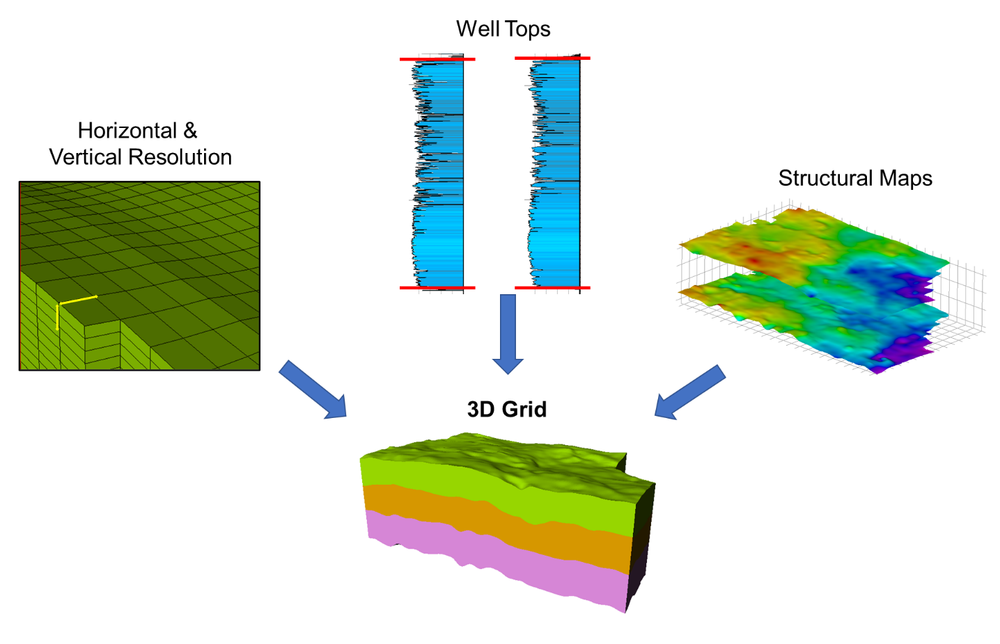 Well Tops
Horizontal &
Vertical Resolution
Structural Maps
3D Grid